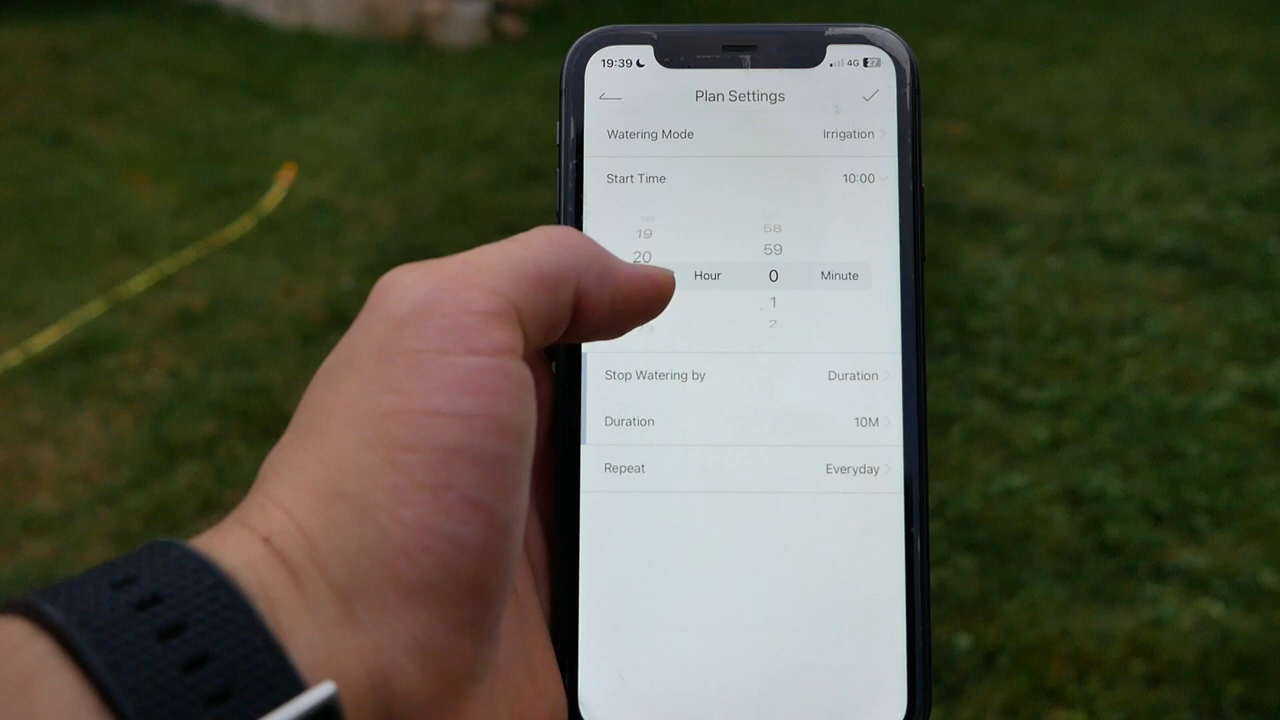 19:39 4G 27
Plan Settings
Watering Mode Irrigation
Start Time 10:00
58
19
59
20
Hour 0 Minute
1
2
Stop Watering by Duration
Duration 10M
Repeat Everyday